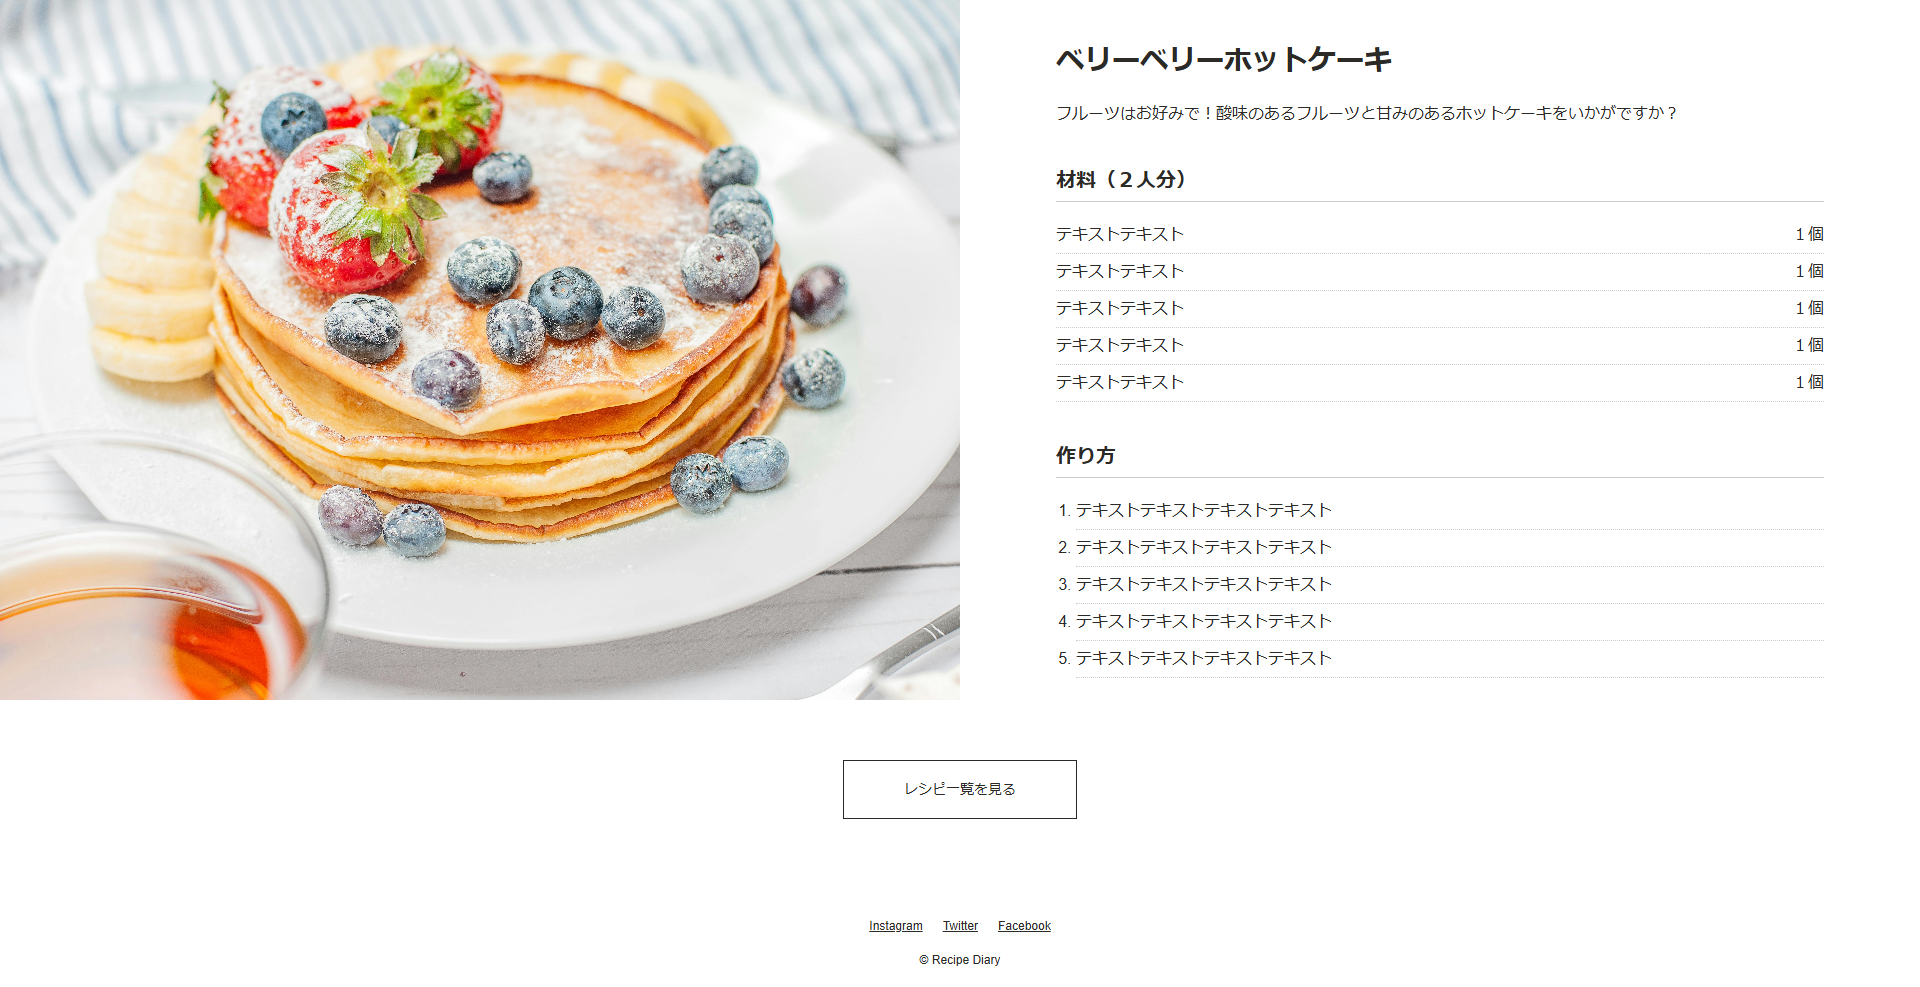 ベリーベリーホットケーキ
フルーツはお好みで！酸味のあるフルーツと甘みのあるホットケーキをいかがですか？
材料（２人分）
テキストテキスト １個
テキストテキスト １個
テキストテキスト １個
テキストテキスト １個
テキストテキスト １個
作り方
1. テキストテキストテキストテキスト
2. テキストテキストテキストテキスト
3. テキストテキストテキストテキスト
4. テキストテキストテキストテキスト
5. テキストテキストテキストテキスト
レシピ一覧を見る
Instagram Twitter Facebook
© Recipe Diary